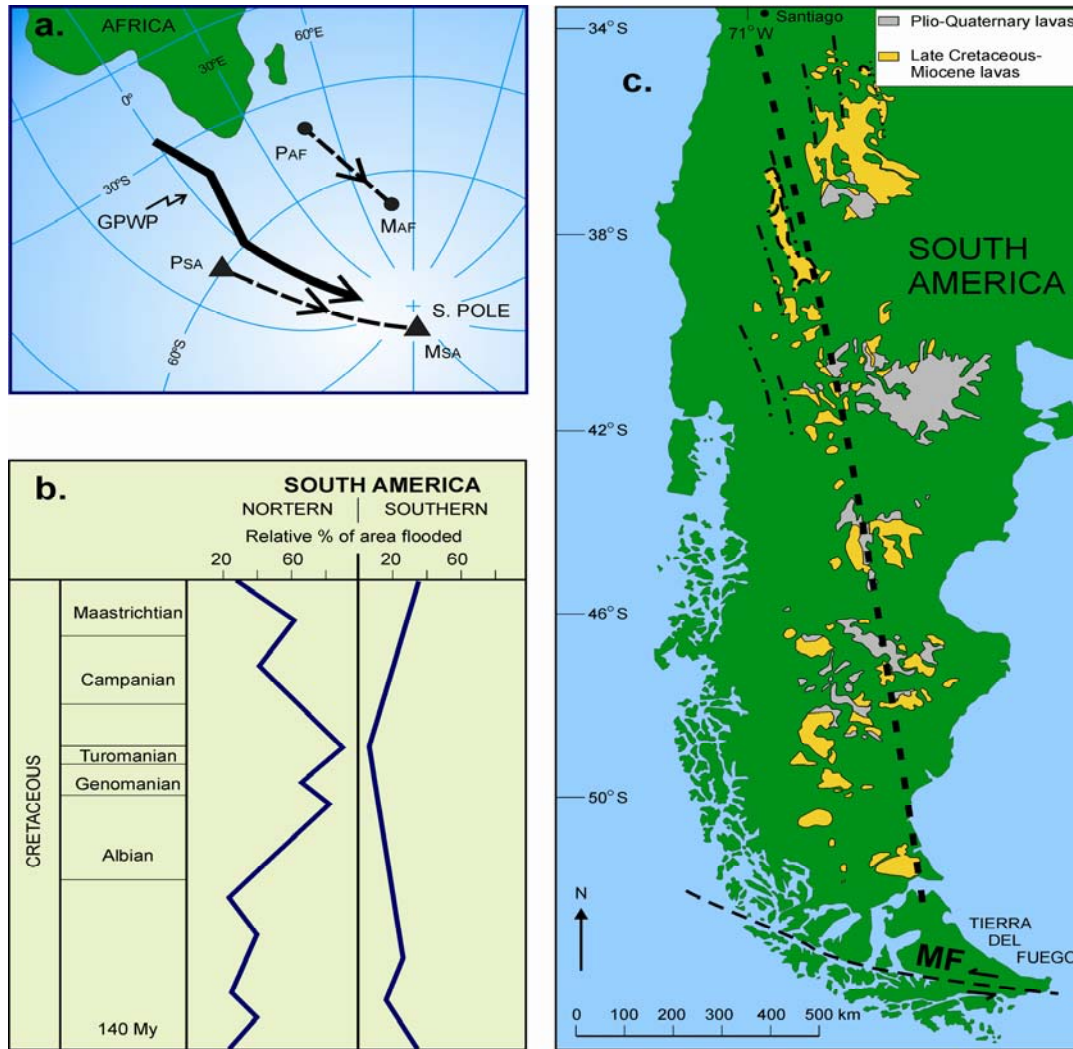 a.
AFRICA
60°E
30°E
0°
30°S
60°S
GPWP
PAF
MAF
PSA
MSA
S. POLE
b.
SOUTH AMERICA
NORTERN
SOUTHERN
Relative % of area flooded
20
60
20
60
CRETACEOUS
Maastrichtian
Campanian
Turomanian
Genomanian
Albian
140 My
c.
34°S
38°S
42°S
46°S
50°S
Santiago
71°W
Plio-Quaternary lavas
Late Cretaceous-
Miocene lavas
SOUTH
AMERICA
N
TIERRA
DEL
FUEGO
MF
0 100 200 300 400 500 km